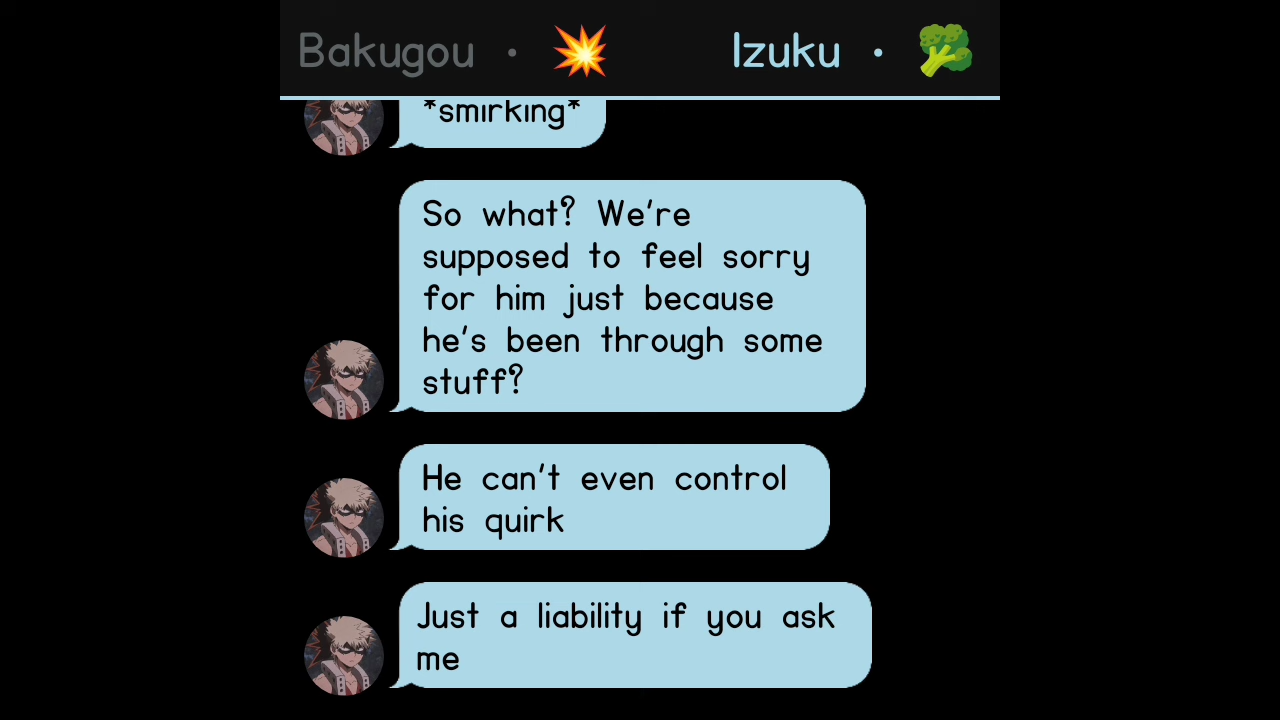 Bakugou · 💥 Izuku · 🥦
*smirking*
So what? We're
supposed to feel sorry
for him just because
he's been through some
stuff?
He can't even control
his quirk
Just a liability if you ask
me